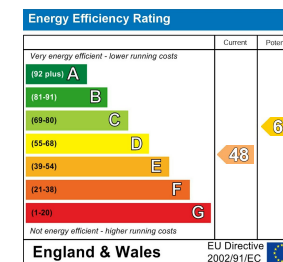 Energy Efficiency Rating
Current
Very energy efficient - lower running costs
(92 plus) A
(81-91) B
(69-80) C
(55-68) D
(39-54) E
(21-38) F
(1-20) G
48
Not energy efficient - higher running costs
England & Wales
EU Directive
2002/91/EC